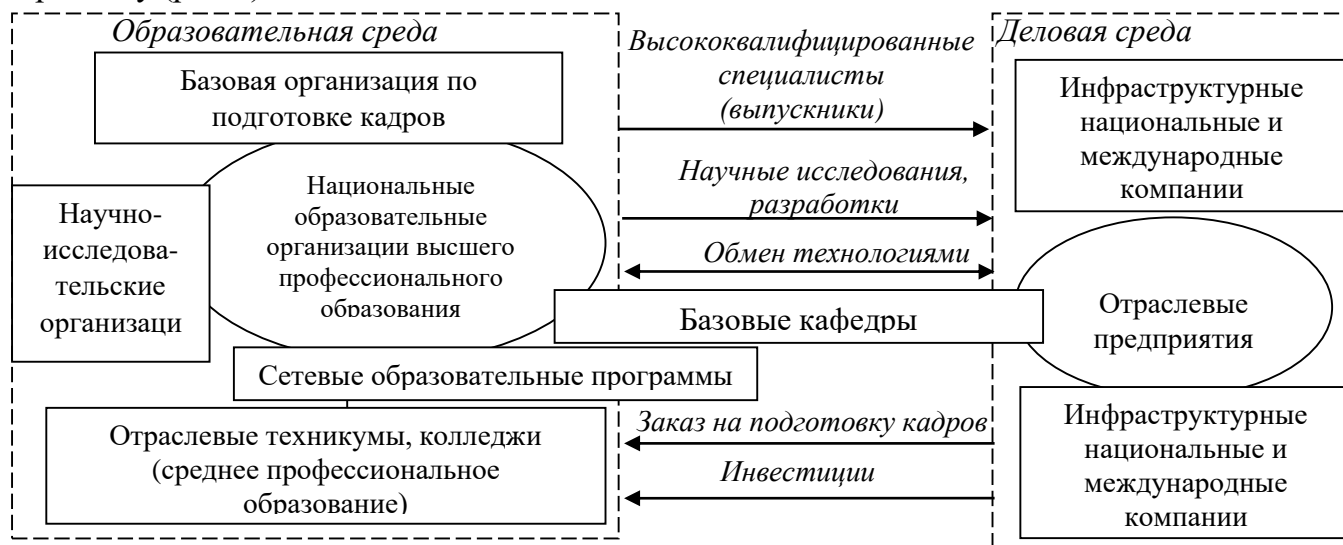 Образовательная среда
Базовая организация по
подготовке кадров
Научно-
исследова-
тельские
организаци
Национальные
образовательные
организации высшего
профессионального
образования
Сетевые образовательные программы
Отраслевые техникумы, колледжи
(среднее профессиональное
образование)
Высококвалифицированные
специалисты
(выпускники)
Научные исследования,
разработки
Обмен технологиями
Базовые кафедры
Заказ на подготовку кадров
Инвестиции
Деловая среда
Инфраструктурные
национальные и
международные
компании
Отраслевые
предприятия
Инфраструктурные
национальные и
международные
компании